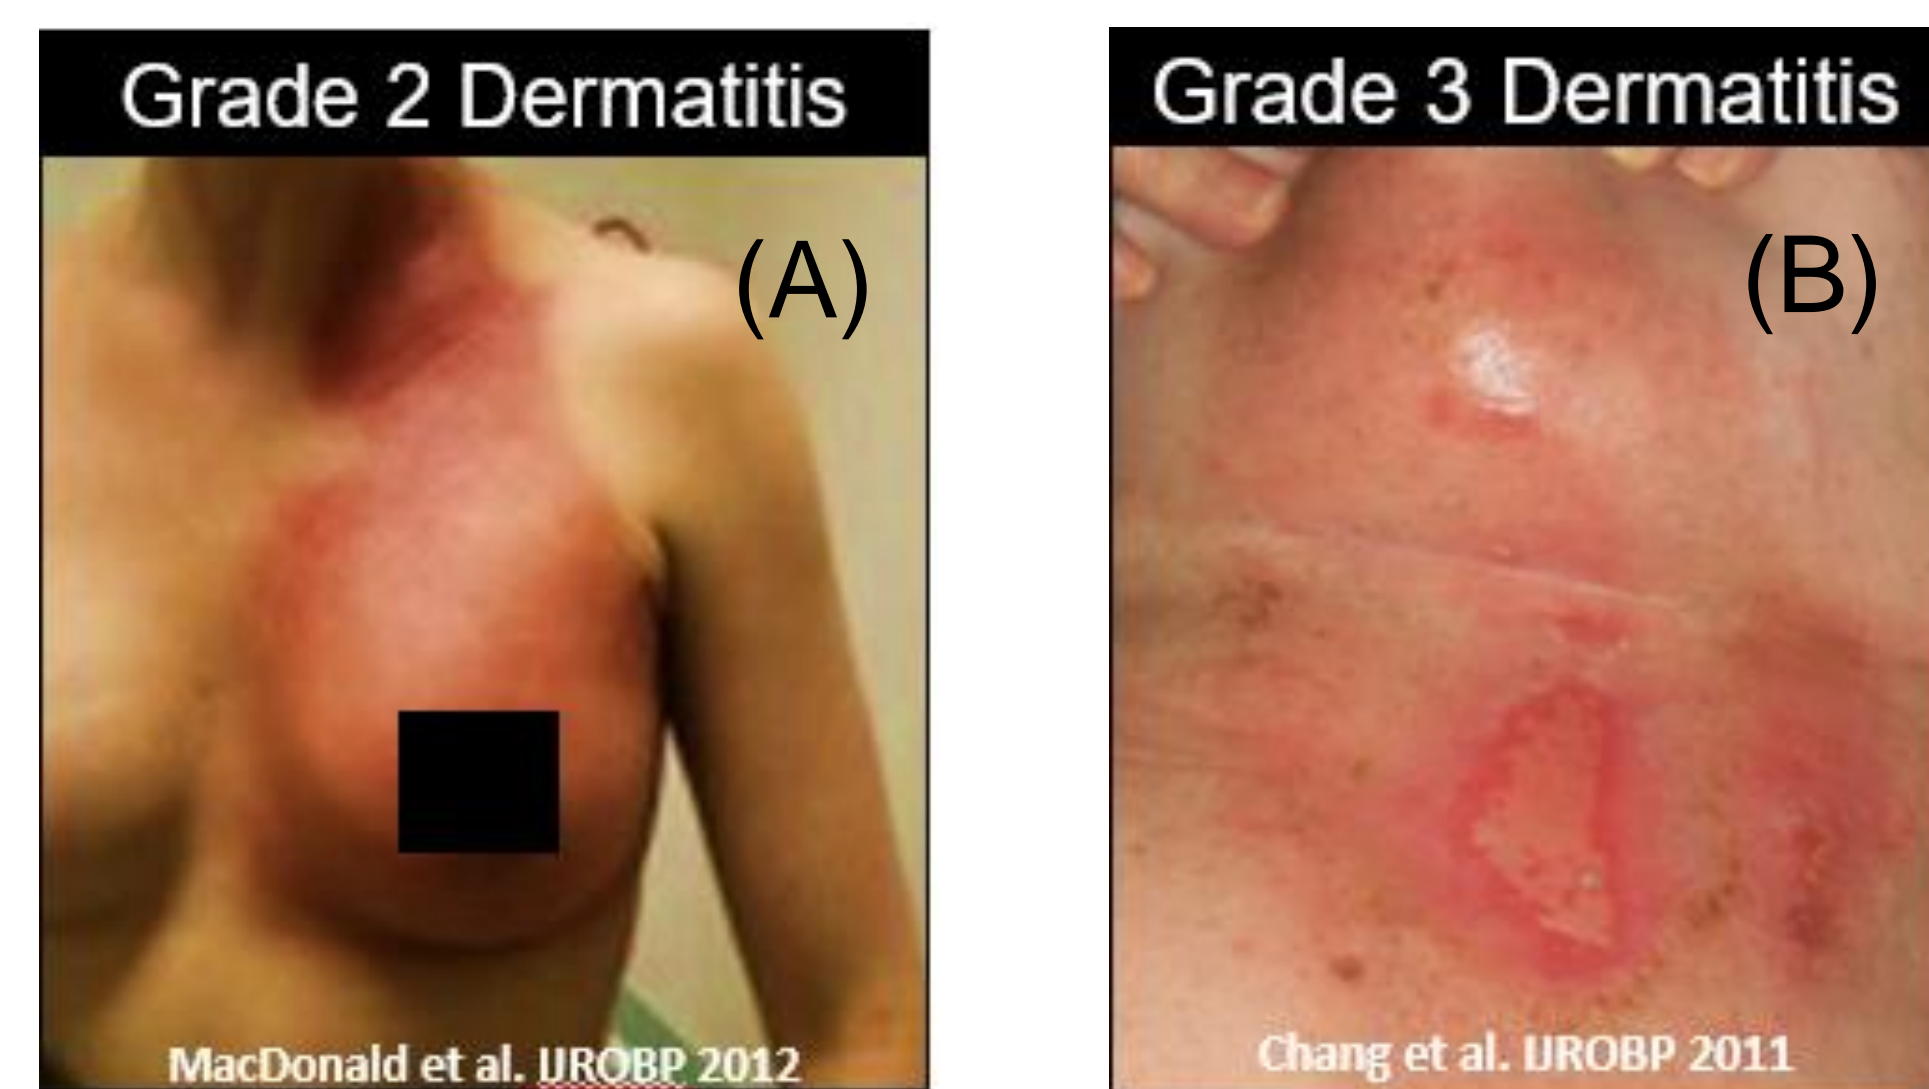 Grade 2 Dermatitis
(A)
MacDonald et al. IJROBP 2012
Grade 3 Dermatitis
(B)
Chang et al. IJROBP 2011